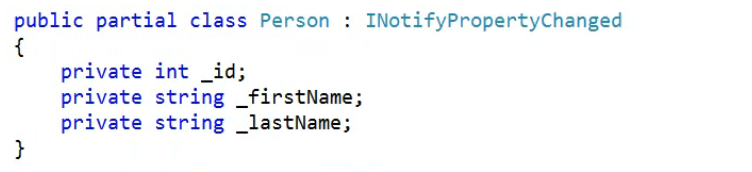 public partial class Person : INotifyPropertyChanged
{
    private int _id;
    private string _firstName;
    private string _lastName;
}